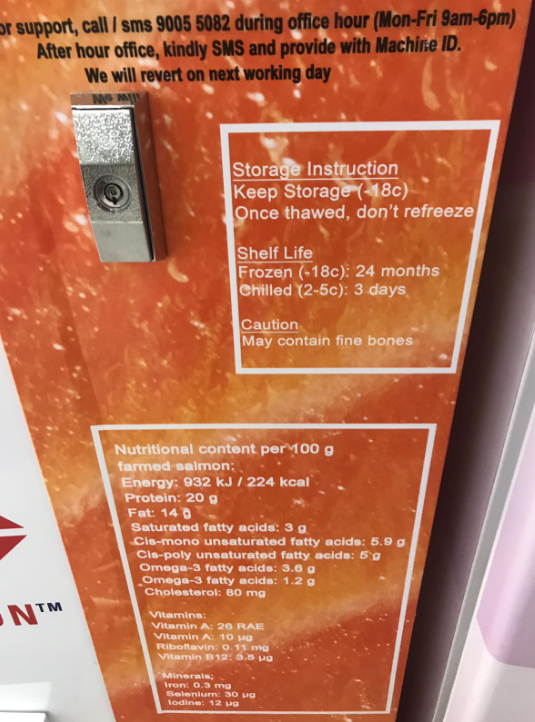 or support, call / sms 9005 5082 during office hour (Mon-Fri 9am-6pm)
After hour office, kindly SMS and provide with Machine ID.
We will revert on next working day
Storage Instruction
Keep Storage (-18c)
Once thawed, don't refreeze
Shelf Life
Frozen (-18c): 24 months
Chilled (2-5c): 3 days
Caution
May contain fine bones
Nutritional content per 100 g
farmed salmon:
Energy: 932 kJ / 224 kcal
Protein: 20 g
Fat: 14 g
Saturated fatty acids: 3 g
Cis-mono unsaturated fatty acids: 5.9 g
Cis-poly unsaturated fatty acids: 5 g
Omega-3 fatty acids: 3.6 g
Omega-3 fatty acids: 1.2 g
Cholesterol: 80 mg
Vitamins:
Vitamin A: 26 RAE
Vitamin A: 10 µg
Riboflavin: 0.11 mg
Vitamin B12: 3.5 µg
Minerals:
Iron: 0.3 mg
Selenium: 30 µg
Iodine: 12 µg
ON™